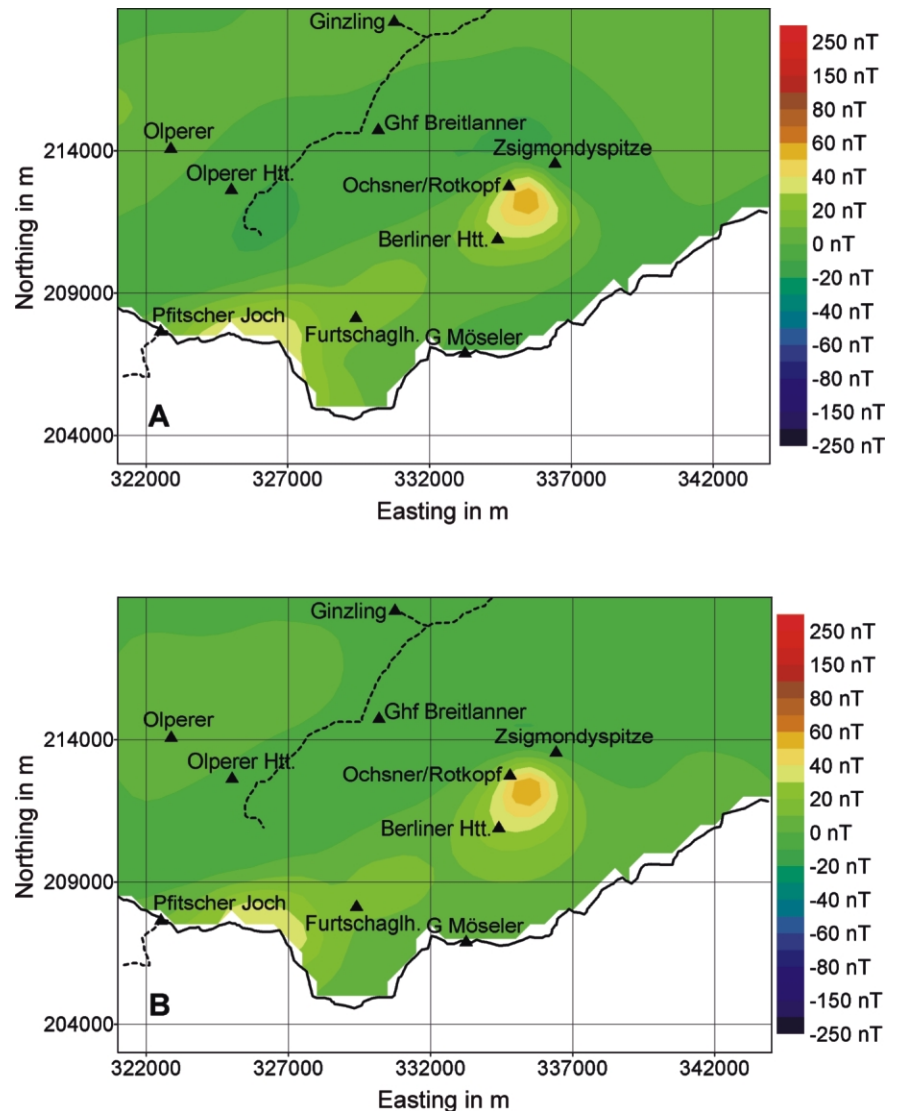 Ginzling
250 nT
150 nT
80 nT
60 nT
40 nT
20 nT
0 nT
-20 nT
-40 nT
-60 nT
-80 nT
-150 nT
-250 nT
Olperer
Ghf Breitlanner
Zsigmondyspitze
Olperer Htt.
Ochsner/Rotkopf
Berliner Htt.
Pfitscher Joch
Furtschaglh.
G Möseler
A
Northing in m
214000
209000
204000
322000
327000
332000
337000
342000
Easting in m
Ginzling
250 nT
150 nT
80 nT
60 nT
40 nT
20 nT
0 nT
-20 nT
-40 nT
-60 nT
-80 nT
-150 nT
-250 nT
Olperer
Ghf Breitlanner
Zsigmondyspitze
Olperer Htt.
Ochsner/Rotkopf
Berliner Htt.
Pfitscher Joch
Furtschaglh.
G Möseler
B
Northing in m
214000
209000
204000
322000
327000
332000
337000
342000
Easting in m